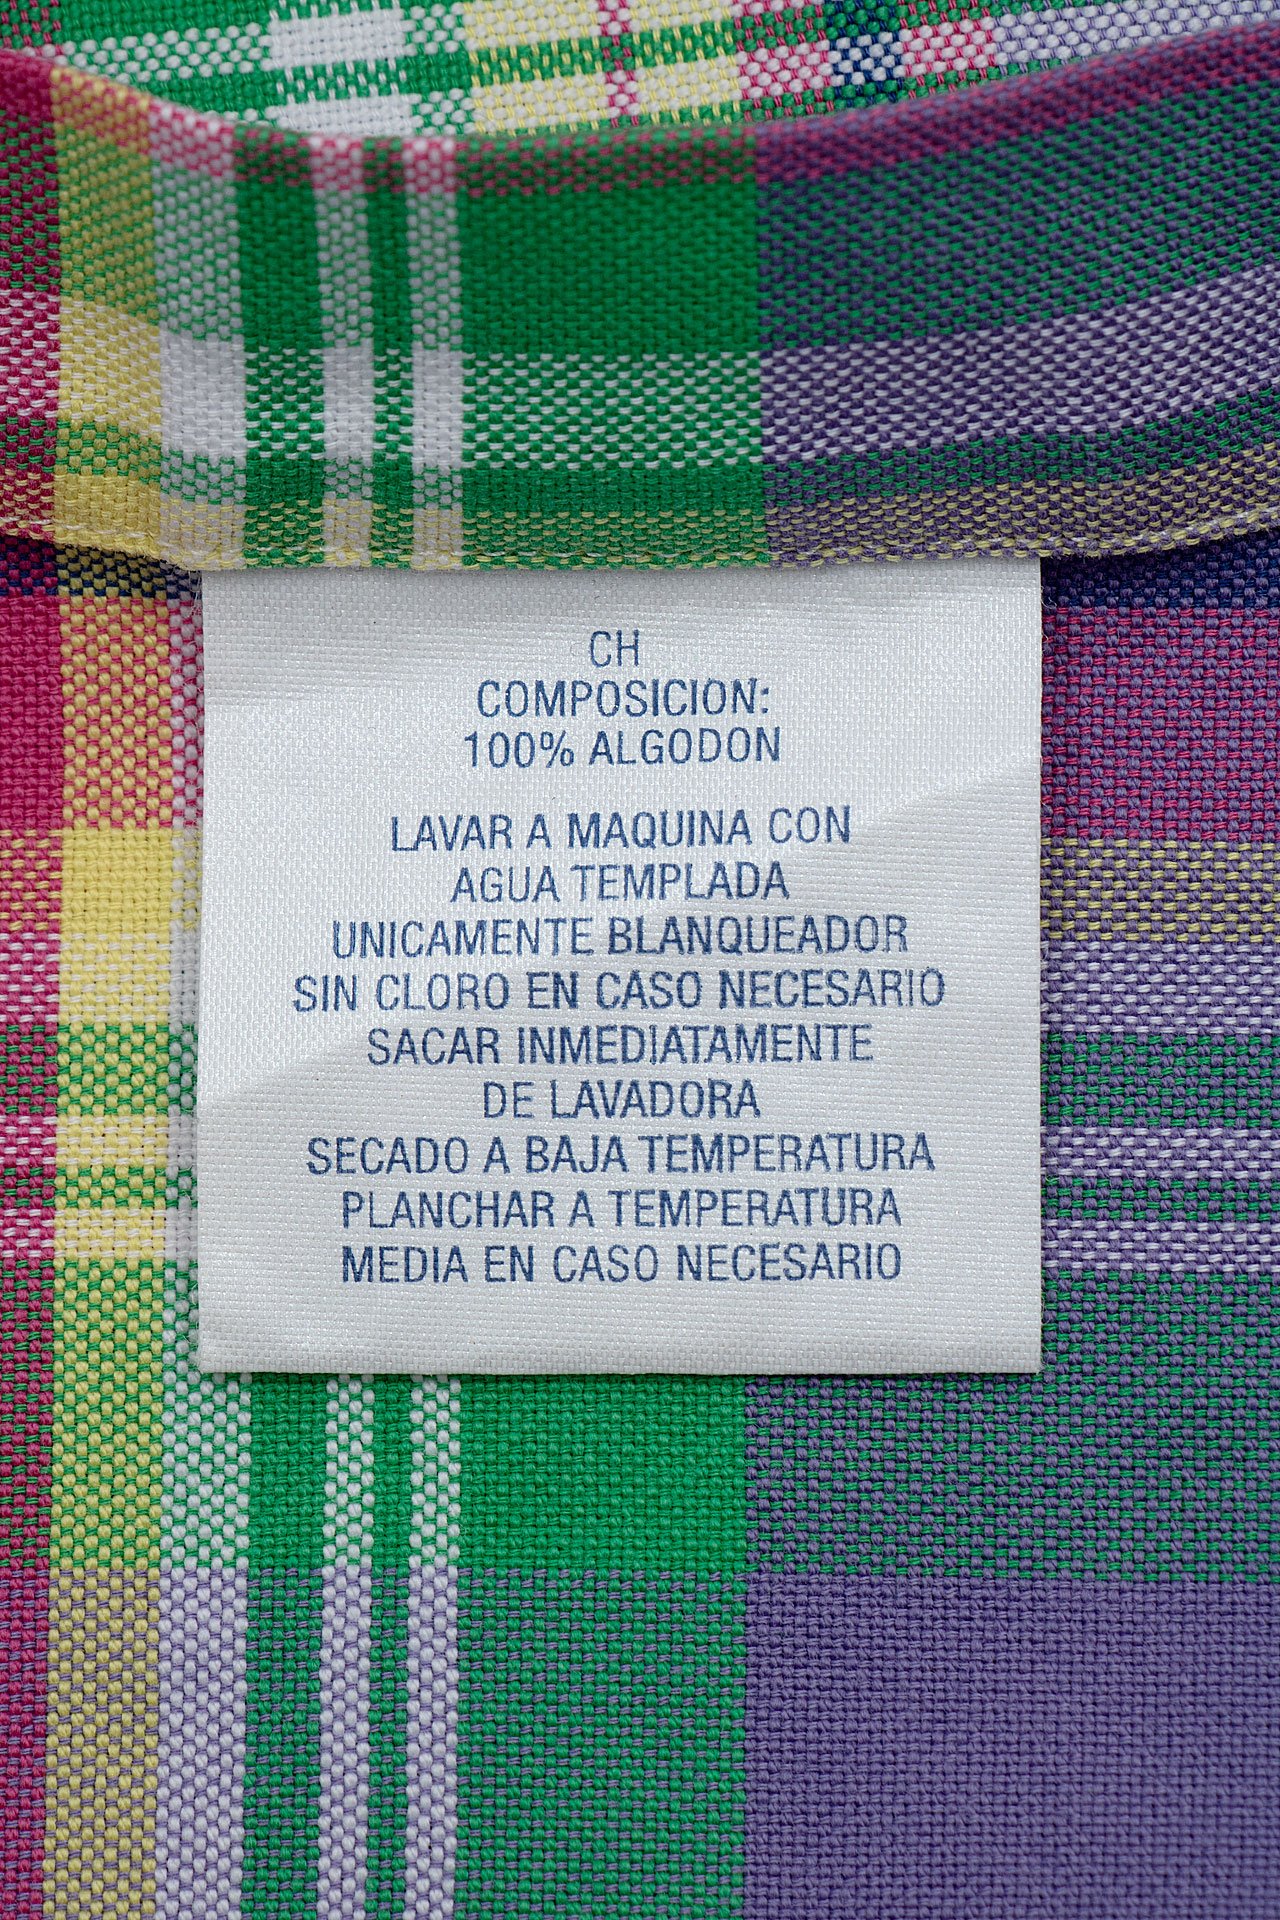 CH
COMPOSICION:
100% ALGODON
LAVAR A MAQUINA CON
AGUA TEMPLADA
UNICAMENTE BLANQUEADOR
SIN CLORO EN CASO NECESARIO
SACAR INMEDIATAMENTE
DE LAVADORA
SECADO A BAJA TEMPERATURA
PLANCHAR A TEMPERATURA
MEDIA EN CASO NECESARIO